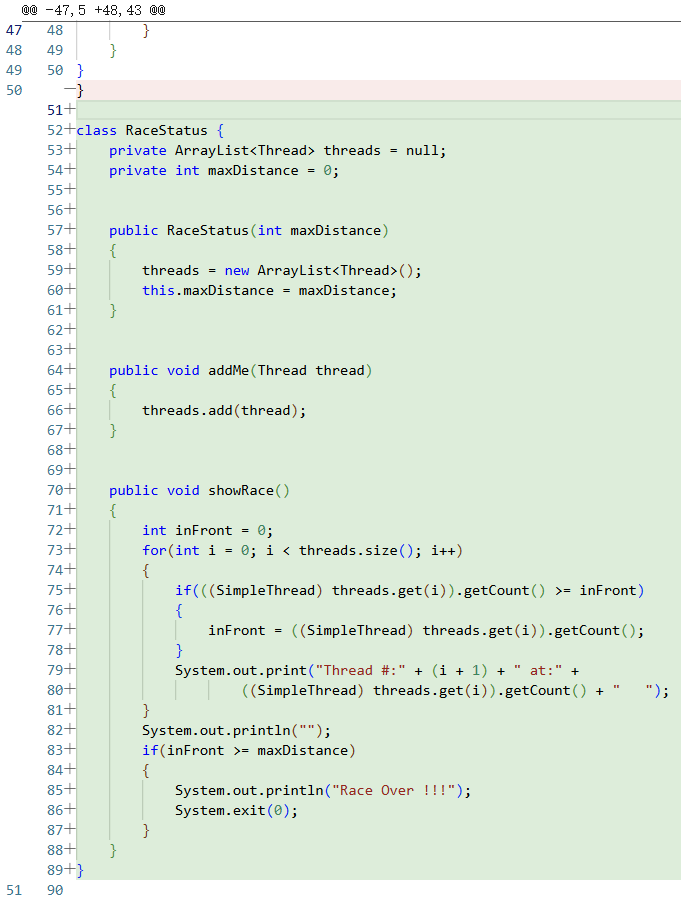 @@ -47,5 +48,43 @@
47 48 }
48 49 }
49 50 }
50 —}
51+
52+class RaceStatus {
53+ private ArrayList<Thread> threads = null;
54+ private int maxDistance = 0;
55+
56+
57+ public RaceStatus(int maxDistance)
58+ {
59+ threads = new ArrayList<Thread>();
60+ this.maxDistance = maxDistance;
61+ }
62+
63+
64+ public void addMe(Thread thread)
65+ {
66+ threads.add(thread);
67+ }
68+
69+
70+ public void showRace()
71+ {
72+ int inFront = 0;
73+ for(int i = 0; i < threads.size(); i++)
74+ {
75+ if(((SimpleThread) threads.get(i)).getCount() >= inFront)
76+ {
77+ inFront = ((SimpleThread) threads.get(i)).getCount();
78+ }
79+ System.out.print("Thread #:" + (i + 1) + " at:" +
80+ ((SimpleThread) threads.get(i)).getCount() + "   ");
81+ }
82+ System.out.println("");
83+ if(inFront >= maxDistance)
84+ {
85+ System.out.println("Race Over !!!");
86+ System.exit(0);
87+ }
88+ }
89+}
51 90